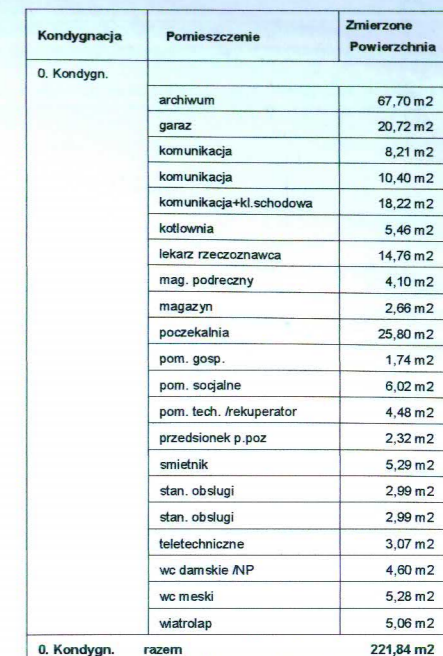 Kondygnacja Pomieszczenie Zmierzone Powierzchnia
0. Kondygn.
archiwum 67,70 m2
garaz 20,72 m2
komunikacja 8,21 m2
komunikacja 10,40 m2
komunikacja+kl.schodowa 18,22 m2
kotlownia 5,46 m2
lekarz rzeczoznawca 14,76 m2
mag. podreczny 4,10 m2
magazyn 2,66 m2
poczekalnia 25,80 m2
pom. gosp. 1,74 m2
pom. socjalne 6,02 m2
pom. tech. /rekuperator 4,48 m2
przedsionek p.poz 2,32 m2
smietnik 5,29 m2
stan. obslugi 2,99 m2
stan. obslugi 2,99 m2
teletechniczne 3,07 m2
wc damskie /NP 4,60 m2
wc meski 5,28 m2
wiatrolap 5,06 m2
0. Kondygn. razem 221,84 m2